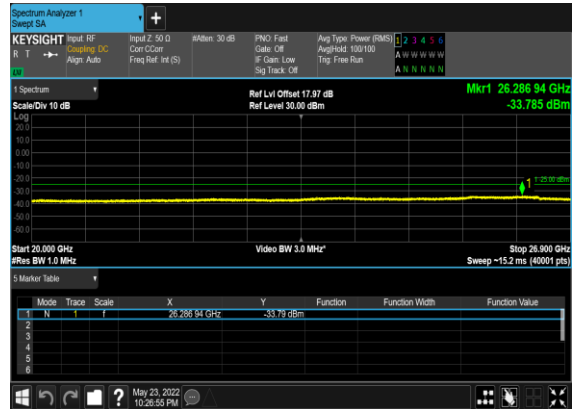 Spectrum Analyzer 1
Swept SA
KEYSIGHT Input: RF Input Z: 50 Ω #Atten: 30 dB PNO: Fast Avg Type: Power (RMS) 1 2 3 4 5 6
R T Coupling: DC Corr CCorr Gate: Off Avg|Hold: 100/100 A W W W W W
Align: Auto Freq Ref: Int (S) IF Gain: Low Trig: Free Run
Sig Track: Off A N N N N N
1 Spectrum
Ref Lvl Offset 17.97 dB Mkr1 26.286 94 GHz
Scale/Div 10 dB Ref Level 30.00 dBm -33.785 dBm
Log
20.0
10.0
0.00
-10.0
-20.0
1 -25.00 dBm
-30.0
1
-40.0
-50.0
-60.0
Start 20.000 GHz Video BW 3.0 MHz* Stop 26.900 GHz
#Res BW 1.0 MHz Sweep ~15.2 ms (40001 pts)
5 Marker Table
Mode Trace Scale X Y Function Function Width Function Value
1 N 1 f 26.286 94 GHz -33.79 dBm
2
3
4
5
6
May 23, 2022
10:26:55 PM